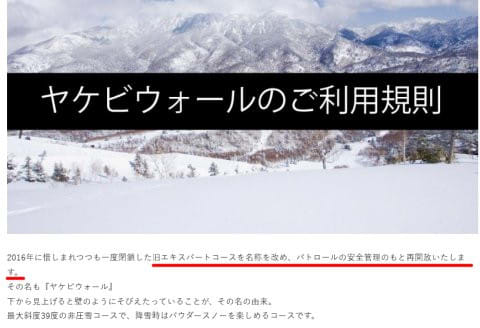 ヤケビウォールのご利用規則
2016年に惜しまれつつも一度閉鎖した旧エキスパートコースを名称を改め、パトロールの安全管理のもと再開放いたしま
す。
その名も『ヤケビウォール』
下から見上げると壁のようにそびえたっていることが、その名の由来。
最大斜度39度の非圧雪コースで、降雪時はパウダースノーを楽しめるコースです。